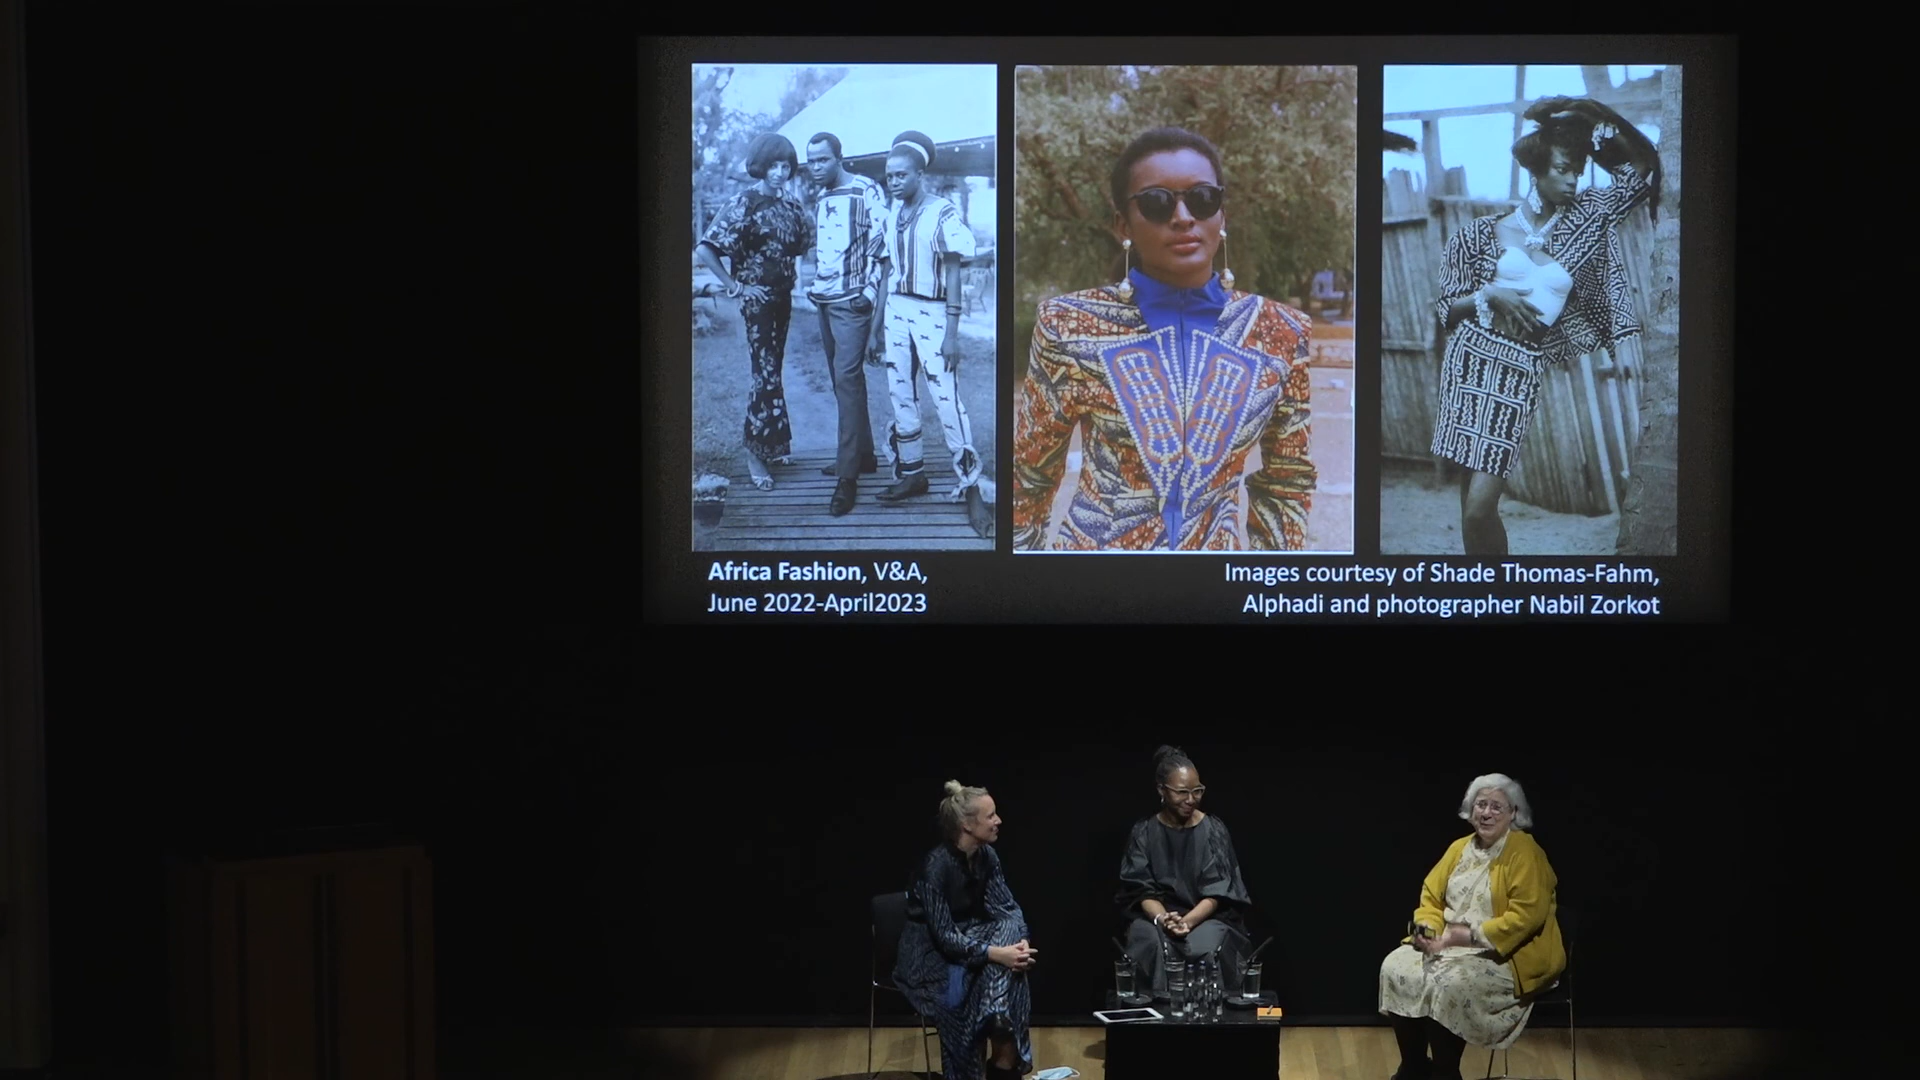 Africa Fashion, V&A,
June 2022-April2023
Images courtesy of Shade Thomas-Fahm,
Alphadi and photographer Nabil Zorkot